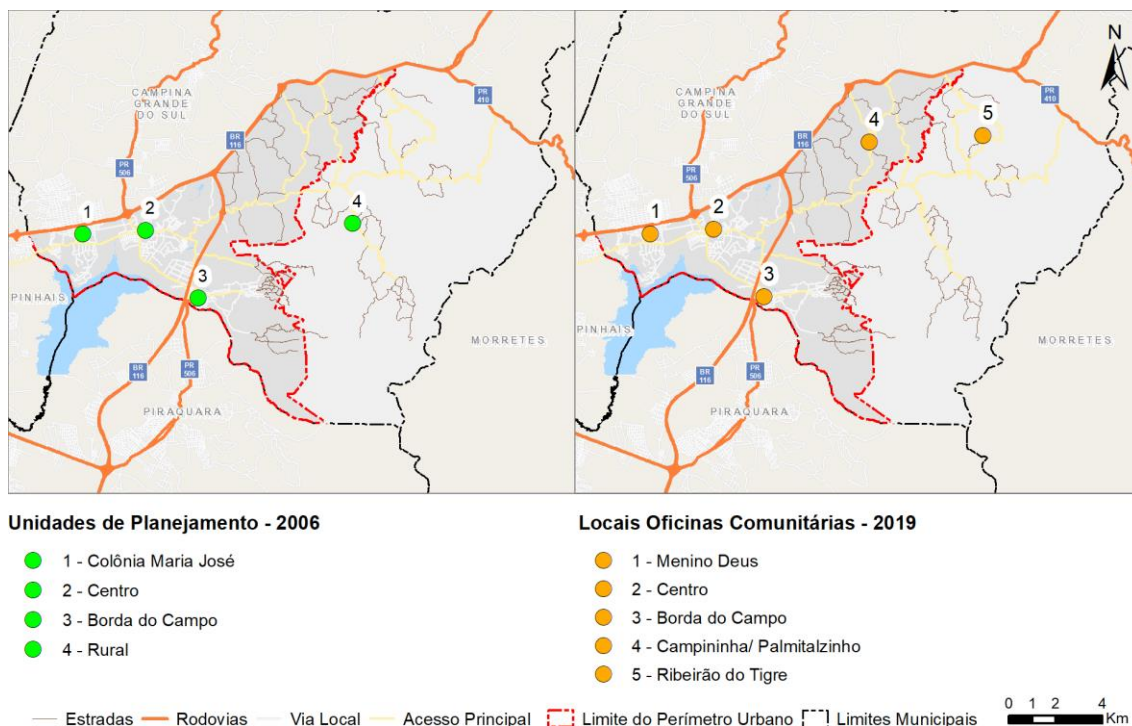 CAMPINA
GRANDE
DO SUL
PR
410
BR
116
PR
506
1
2
3
4
PINHAIS
MORRETES
BR
116
PR
506
PIRAQUARA
N
CAMPINA
GRANDE
DO SUL
PR
410
BR
116
PR
506
1
2
3
4
5
PINHAIS
MORRETES
BR
116
PR
506
PIRAQUARA
Unidades de Planejamento - 2006
1 - Colônia Maria José
2 - Centro
3 - Borda do Campo
4 - Rural
Locais Oficinas Comunitárias - 2019
1 - Menino Deus
2 - Centro
3 - Borda do Campo
4 - Campininha/ Palmitalzinho
5 - Ribeirão do Tigre
Estradas Rodovias Via Local Acesso Principal Limite do Perímetro Urbano Limites Municipais
0 1 2 4
Km